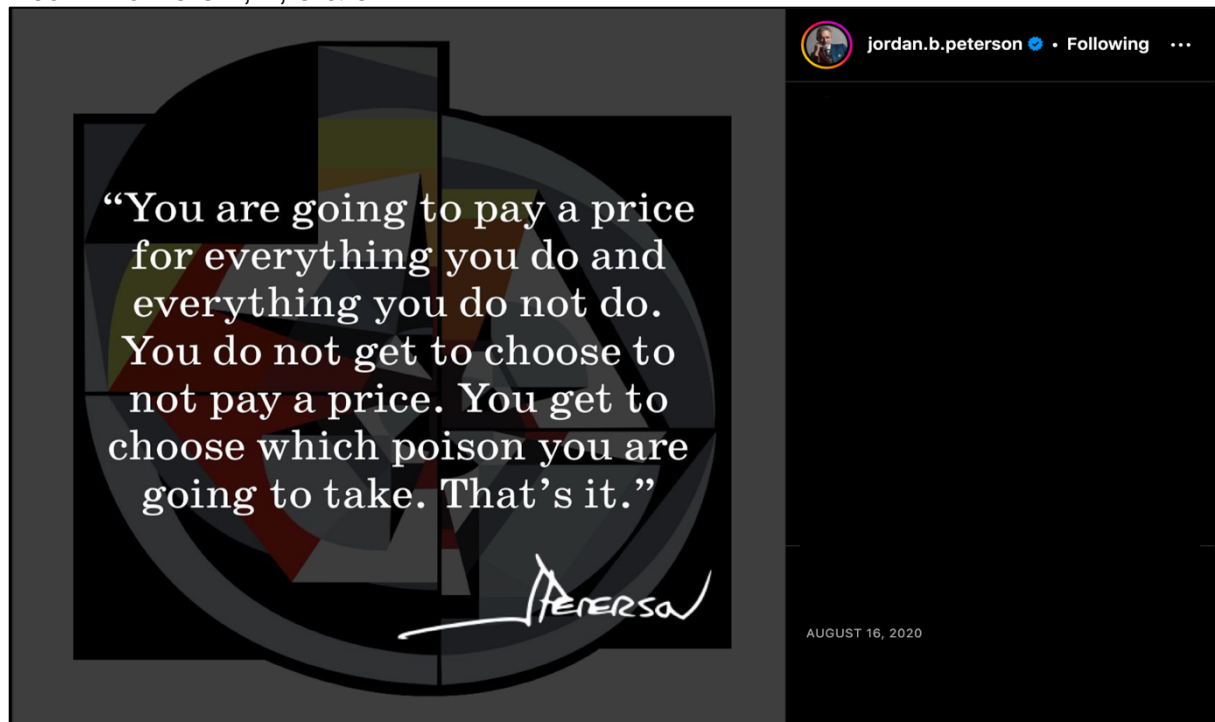 “You are going to pay a price
for everything you do and
everything you do not do.
You do not get to choose to
not pay a price. You get to
choose which poison you are
going to take. That’s it.”
JPETERSON
jordan.b.peterson • Following ...
AUGUST 16, 2020